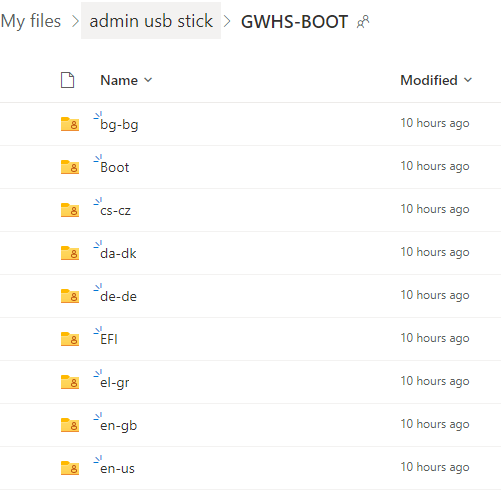 My files > admin usb stick > GWHS-BOOT
Name Modified
bg-bg 10 hours ago
Boot 10 hours ago
cs-cz 10 hours ago
da-dk 10 hours ago
de-de 10 hours ago
EFI 10 hours ago
el-gr 10 hours ago
en-gb 10 hours ago
en-us 10 hours ago